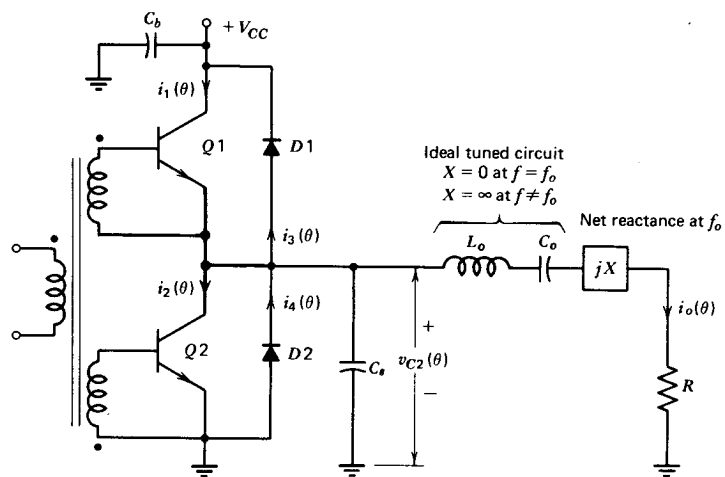 C_b
+ V_CC
i_1(θ)
Q1
D1
Ideal tuned circuit
X = 0 at f = f_o
X = ∞ at f ≠ f_o
Net reactance at f_o
i_3(θ)
L_o
C_o
jX
i_2(θ)
i_4(θ)
i_o(θ)
+
Q2
D2
C_s
v_C2(θ)
−
R